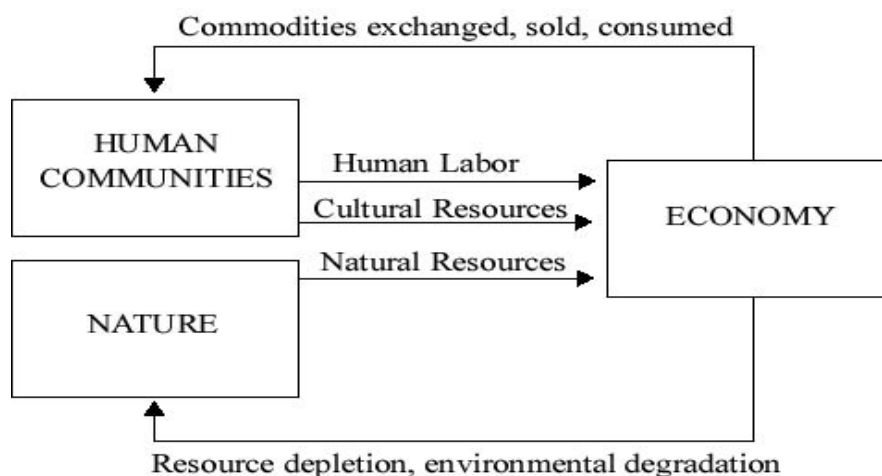 Commodities exchanged, sold, consumed
HUMAN
COMMUNITIES
Human Labor
Cultural Resources
ECONOMY
Natural Resources
NATURE
Resource depletion, environmental degradation